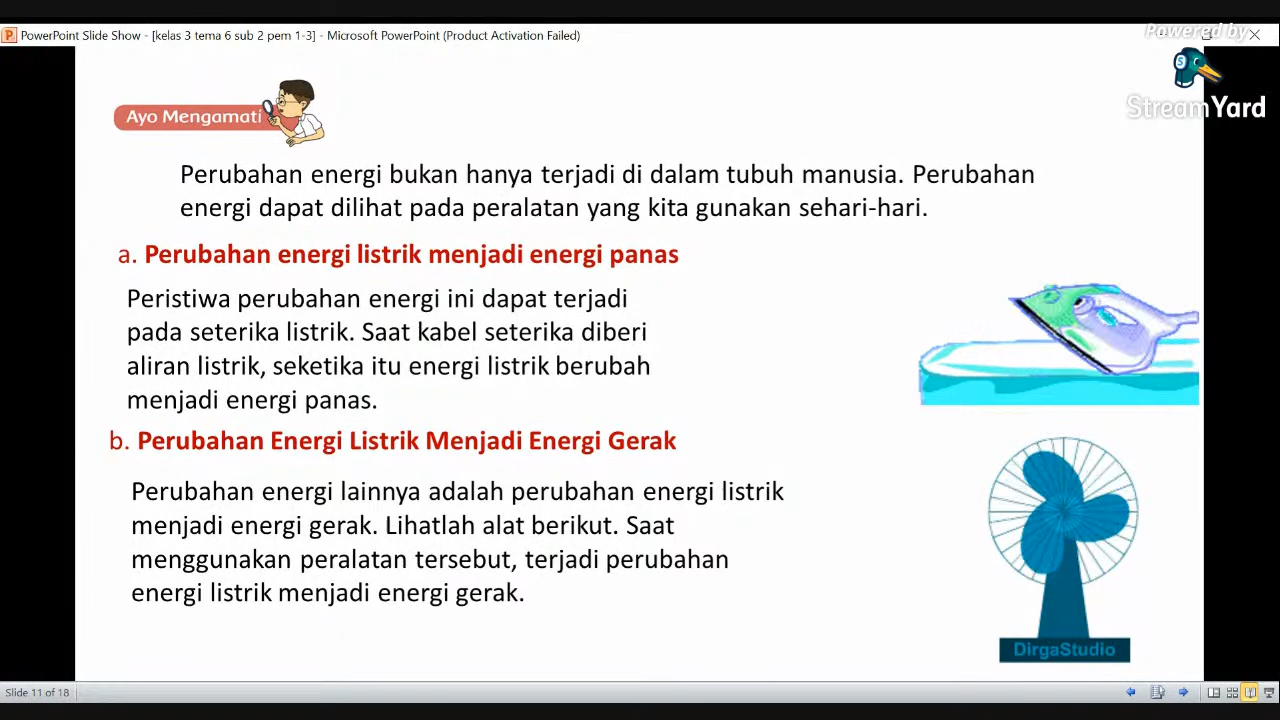 PowerPoint Slide Show - [kelas 3 tema 6 sub 2 pem 1-3] - Microsoft PowerPoint (Product Activation Failed)
Powered by
StreamYard
Ayo Mengamati
Perubahan energi bukan hanya terjadi di dalam tubuh manusia. Perubahan
energi dapat dilihat pada peralatan yang kita gunakan sehari-hari.
a. Perubahan energi listrik menjadi energi panas
Peristiwa perubahan energi ini dapat terjadi
pada seterika listrik. Saat kabel seterika diberi
aliran listrik, seketika itu energi listrik berubah
menjadi energi panas.
b. Perubahan Energi Listrik Menjadi Energi Gerak
Perubahan energi lainnya adalah perubahan energi listrik
menjadi energi gerak. Lihatlah alat berikut. Saat
menggunakan peralatan tersebut, terjadi perubahan
energi listrik menjadi energi gerak.
DirgaStudio
Slide 11 of 18